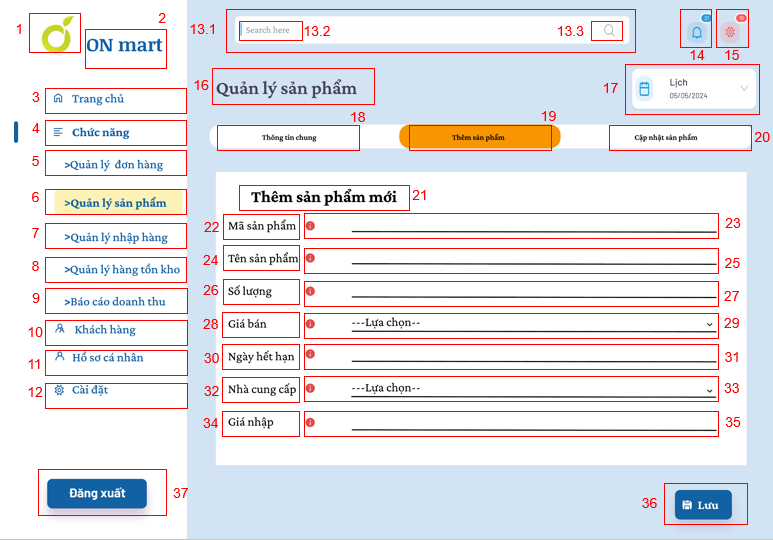 1
2
ON mart
3
Trang chủ
4
Chức năng
5
>Quản lý đơn hàng
6
>Quản lý sản phẩm
7
>Quản lý nhập hàng
8
>Quản lý hàng tồn kho
9
>Báo cáo doanh thu
10
Khách hàng
11
Hồ sơ cá nhân
12
Cài đặt
Đăng xuất
37
13.1
Search here
13.2
13.3
21
14
10
15
16
Quản lý sản phẩm
17
Lịch
05/05/2024
18
19
Thông tin chung
Thêm sản phẩm
Cập nhật sản phẩm
20
Thêm sản phẩm mới
21
22
Mã sản phẩm
23
24
Tên sản phẩm
25
26
Số lượng
27
28
Giá bán
---Lựa chọn--
29
30
Ngày hết hạn
31
32
Nhà cung cấp
---Lựa chọn--
33
34
Giá nhập
35
36
Lưu